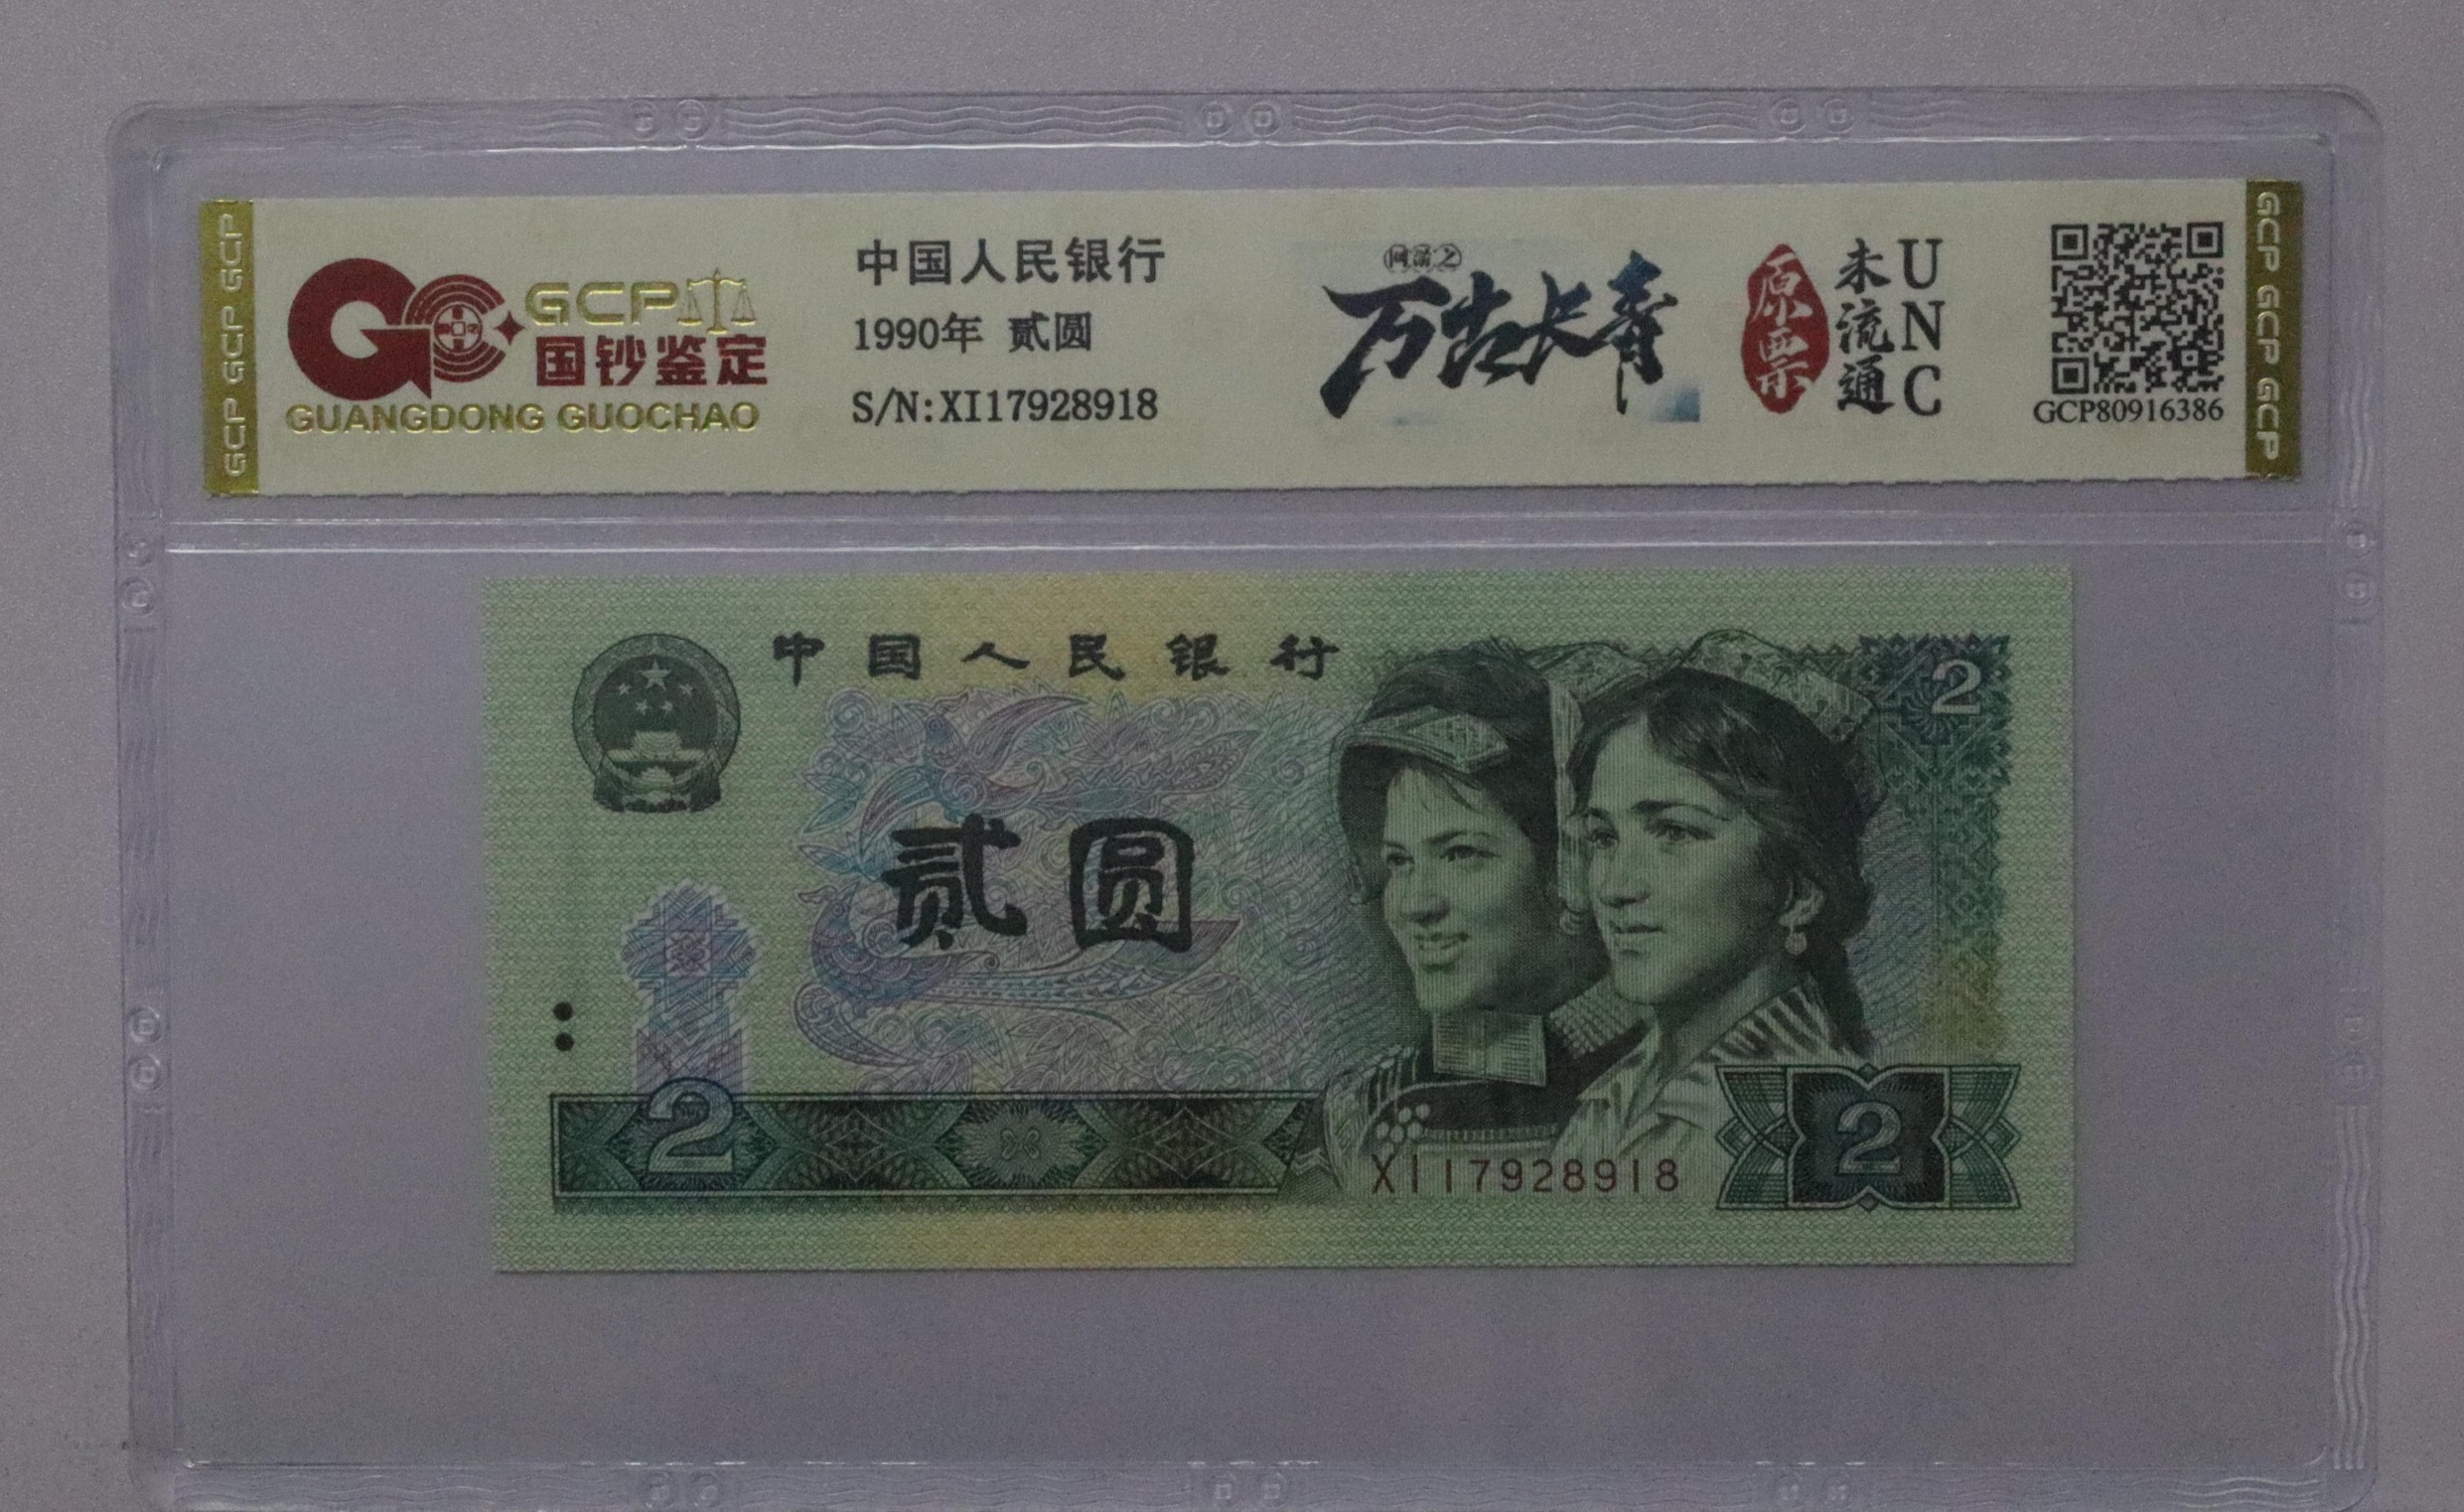 GCP GCP GCP
GCP
国钞鉴定
GUANGDONG GUOCHAO
中国人民银行
1990年 贰圆
S/N:XI17928918
万古长青
原票
未流通
UNC
GCP80916386
GCP GCP GCP
中国人民银行
2
贰圆
2
XI17928918
2